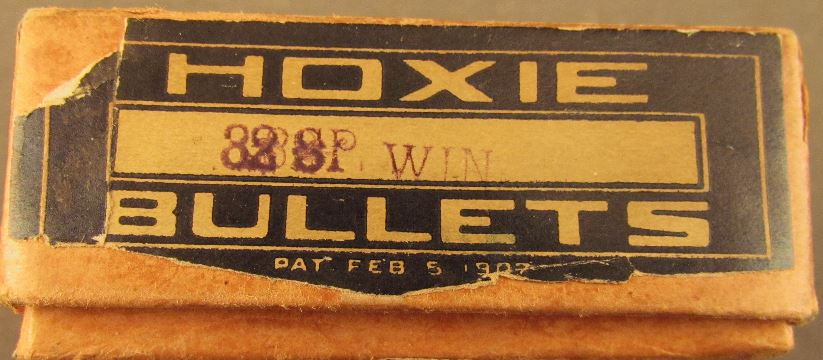 HOXIE
WIN
BULLETS
PAT FEB 5 1907